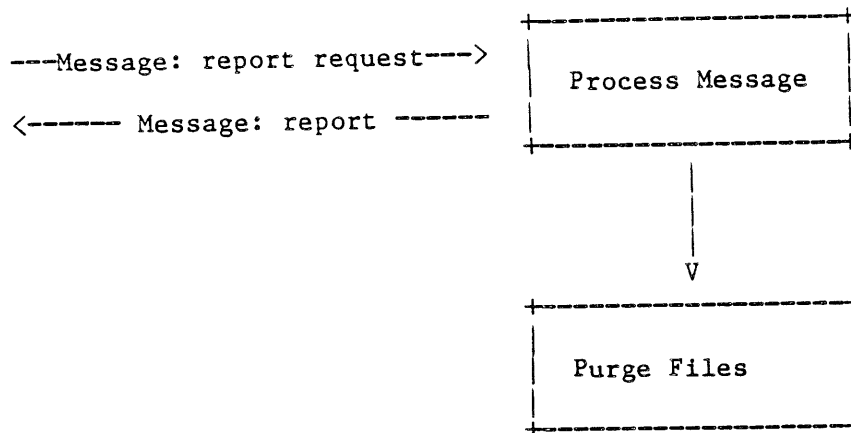 ---Message: report request--->
Process Message
<------ Message: report ------
V
Purge Files